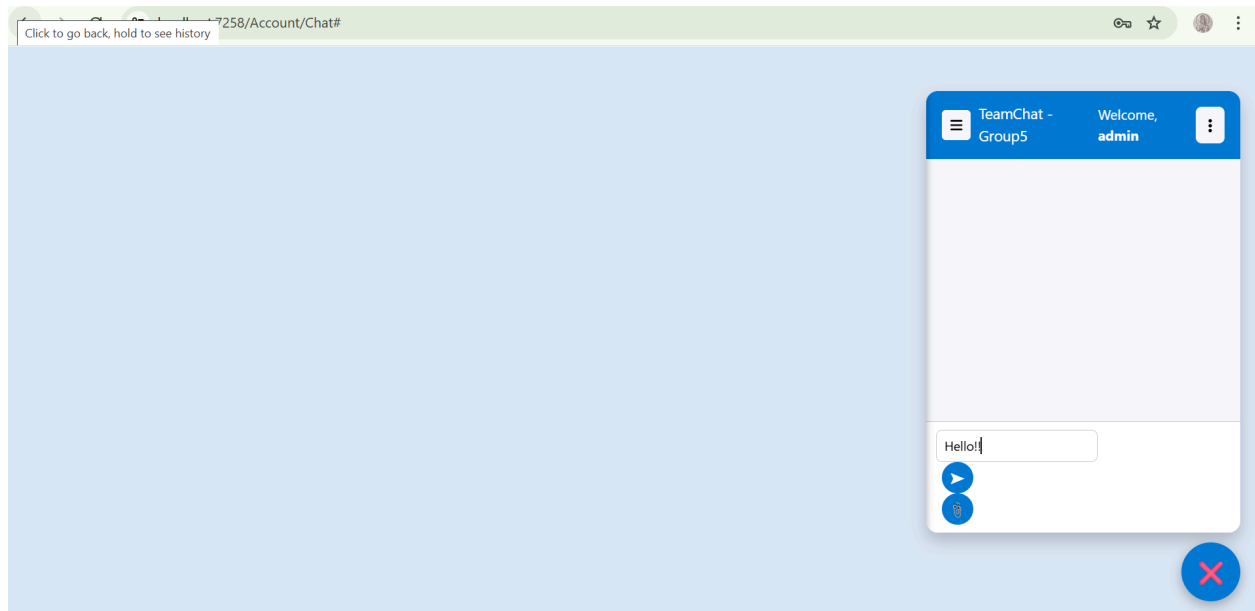 7258/Account/Chat#
Click to go back, hold to see history
TeamChat -
Group5
Welcome,
admin
Hello!!